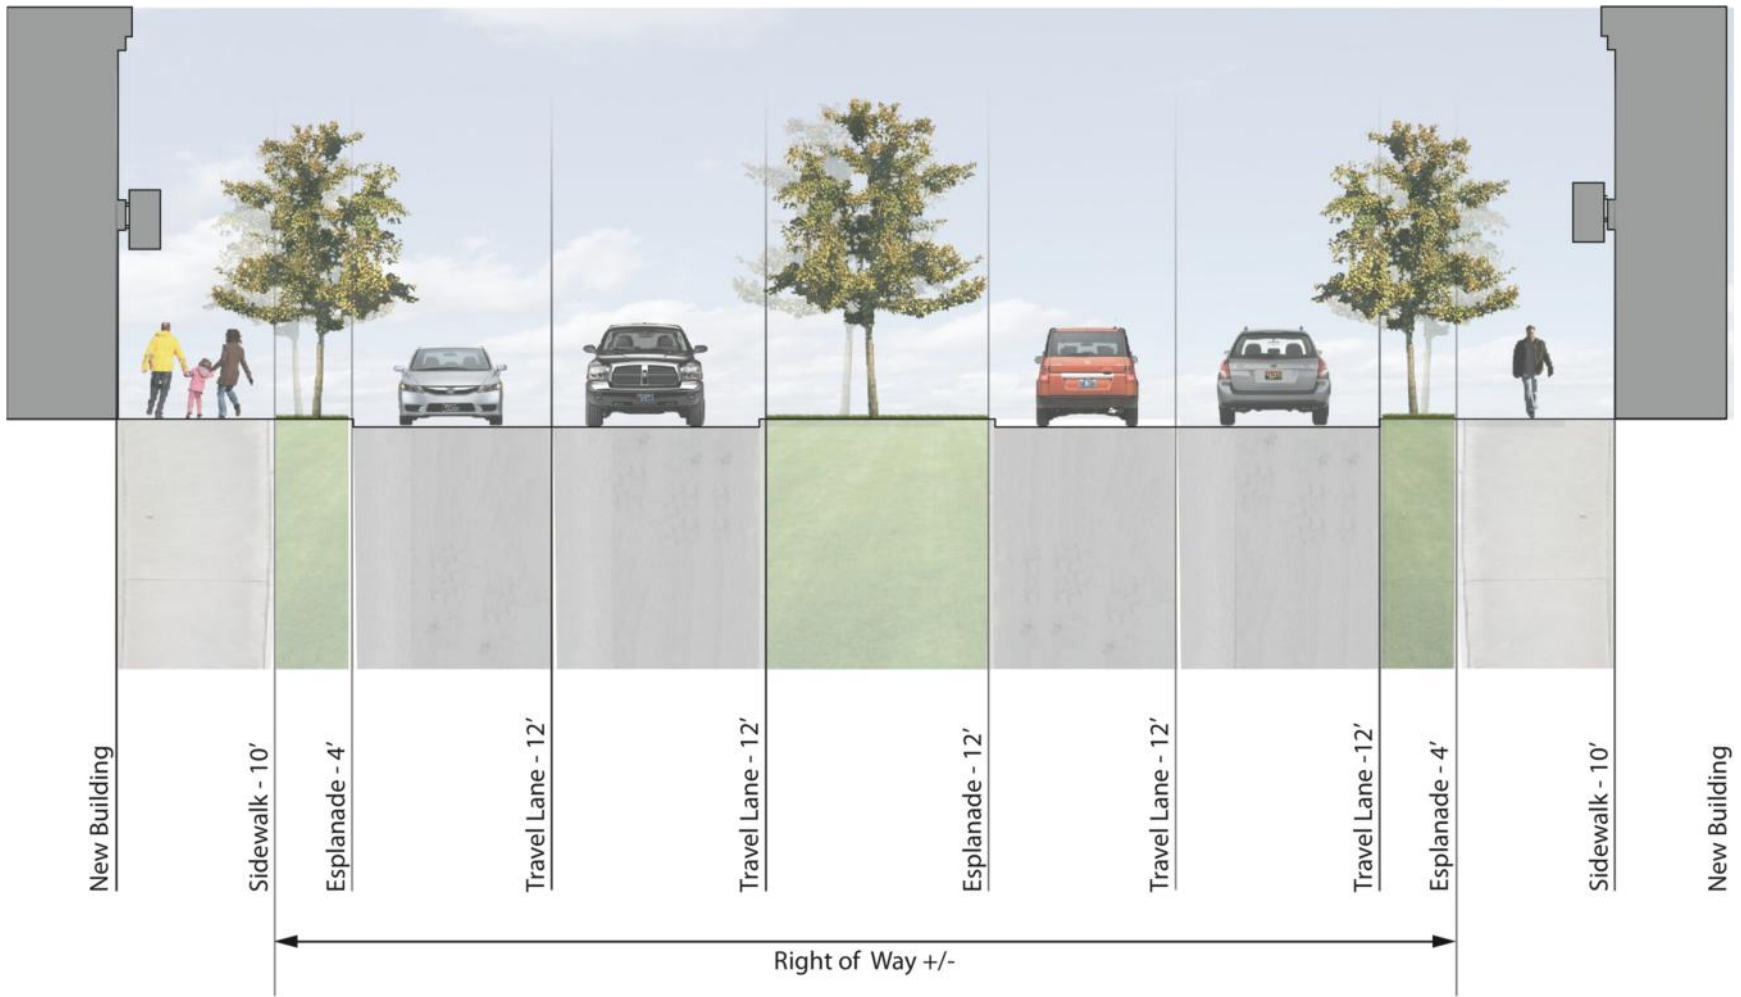 New Building
Sidewalk - 10′
Esplanade - 4′
Travel Lane - 12′
Travel Lane - 12′
Esplanade - 12′
Travel Lane - 12′
Travel Lane -12′
Esplanade - 4′
Sidewalk - 10′
New Building
Right of Way +/-